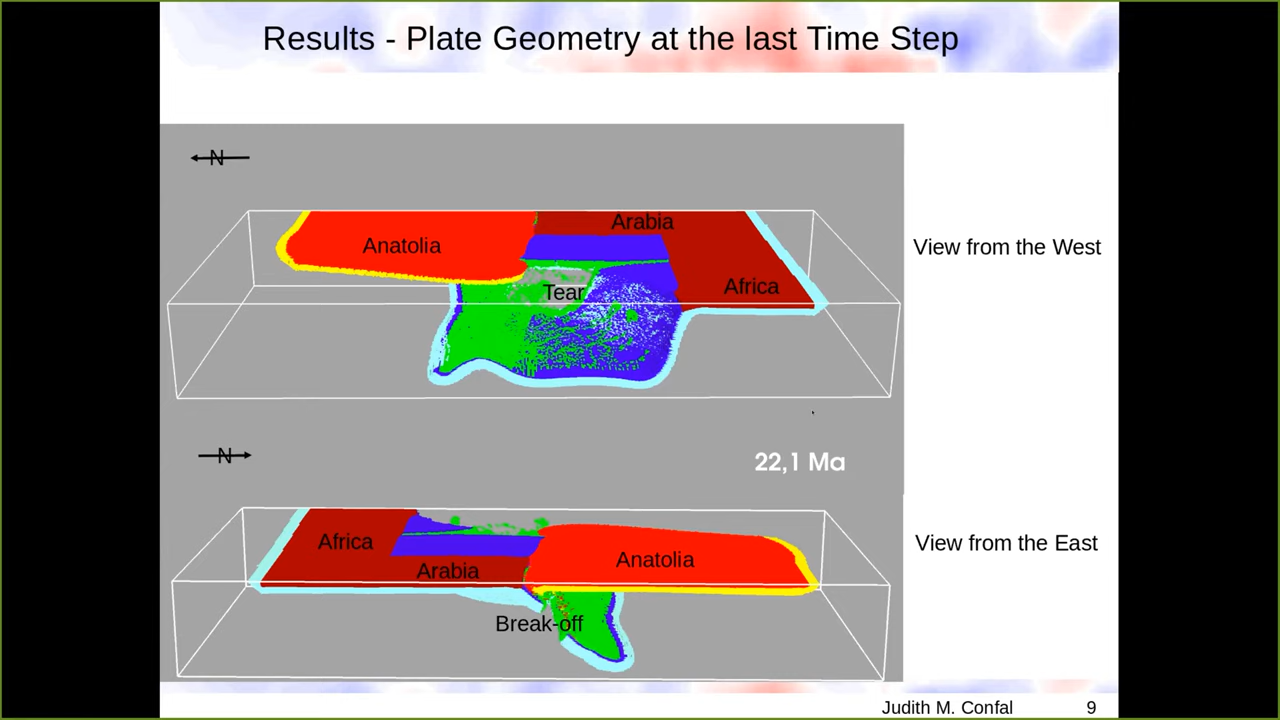 Results - Plate Geometry at the last Time Step
N
Arabia
Anatolia
View from the West
Africa
Tear
N
22,1 Ma
Africa
View from the East
Anatolia
Arabia
Break-off
Judith M. Confal 9